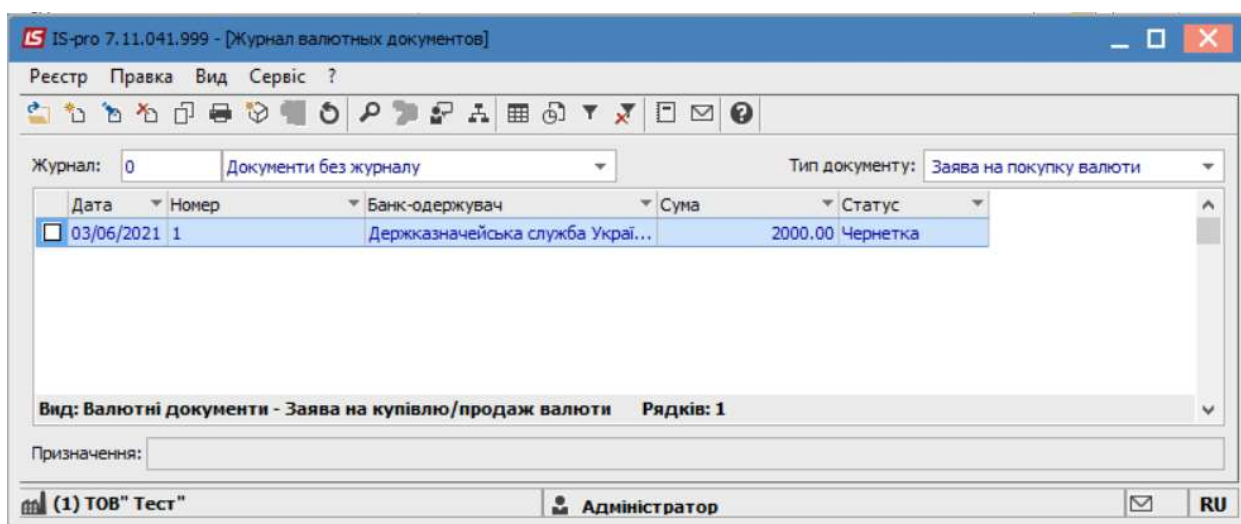 IS IS-pro 7.11.041.999 - [Журнал валютных документов]
Реєстр Правка Вид Сервіс ?
Журнал: 0 Документи без журналу Тип документу: Заява на покупку валюти
Дата Номер Банк-одержувач Сума Статус
03/06/2021 1 Держказначейська служба Украї... 2000.00 Чернетка
Вид: Валютні документи - Заява на купівлю/продаж валюти Рядків: 1
Призначення:
(1) ТОВ" Тест" Адміністратор RU